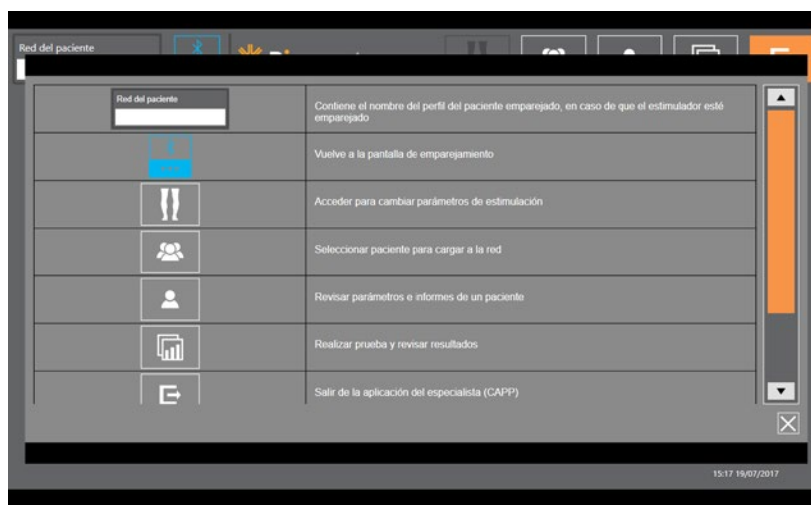 Red del paciente
Red del paciente
Contiene el nombre del perfil del paciente emparejado, en caso de que el estimulador esté
emparejado
Vuelve a la pantalla de emparejamiento
Acceder para cambiar parámetros de estimulación
Seleccionar paciente para cargar a la red
Revisar parámetros e informes de un paciente
Realizar prueba y revisar resultados
Salir de la aplicación del especialista (CAPP)
15:17 19/07/2017